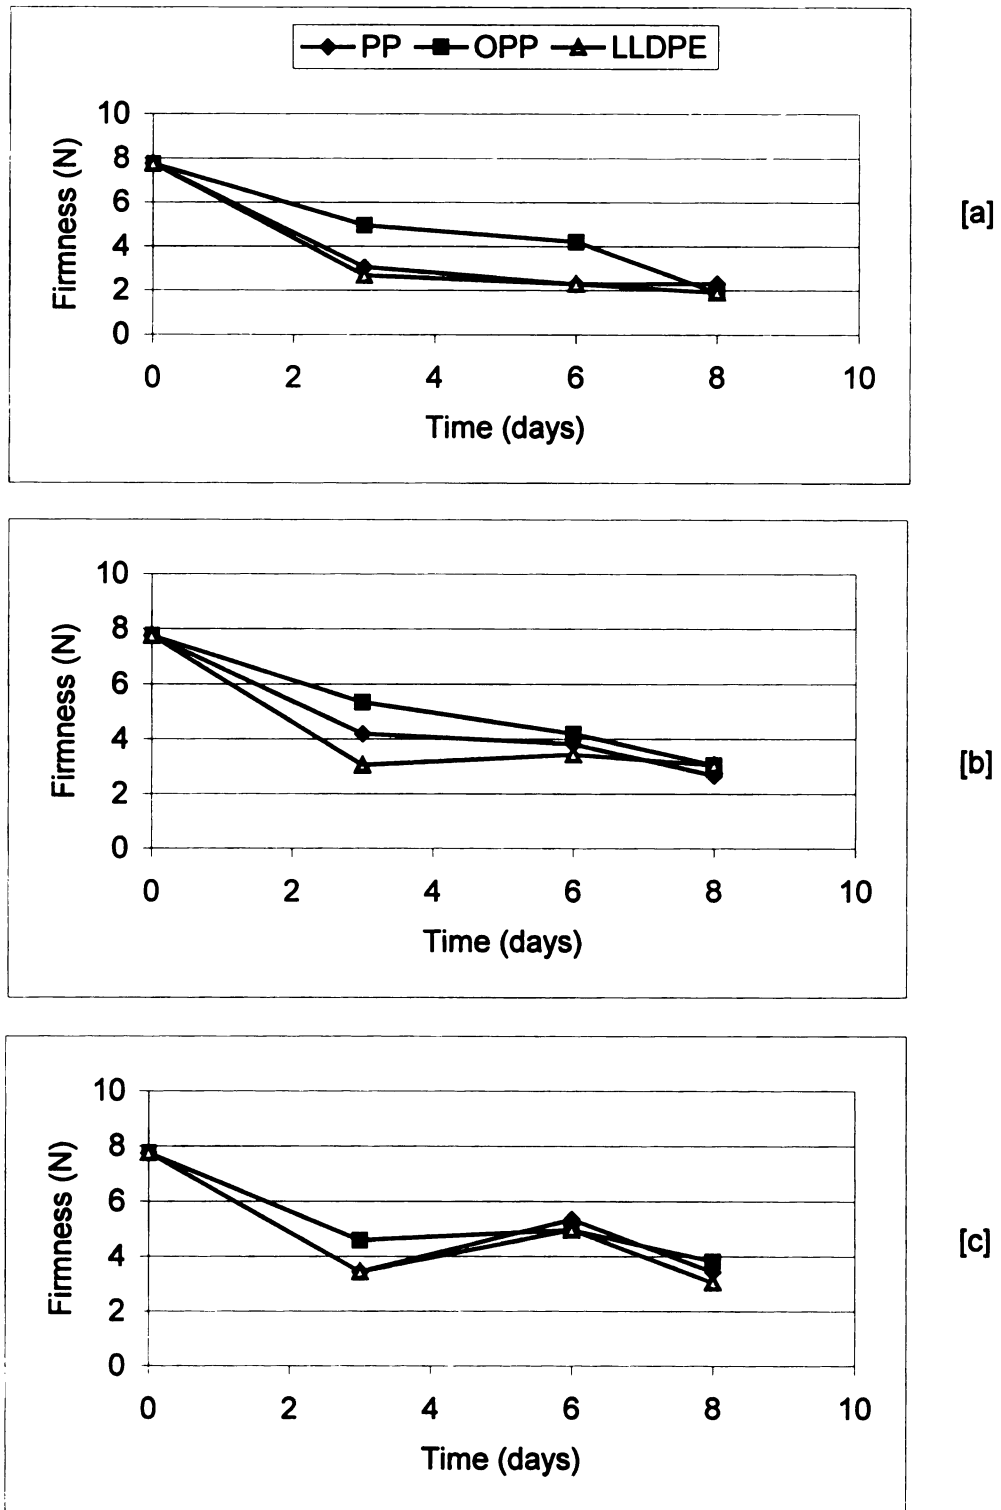 PP OPP LLDPE
10
8
6
4
2
0
Firmness (N)
0 2 4 6 8 10
Time (days)
[a]
10
8
6
4
2
0
Firmness (N)
0 2 4 6 8 10
Time (days)
[b]
10
8
6
4
2
0
Firmness (N)
0 2 4 6 8 10
Time (days)
[c]